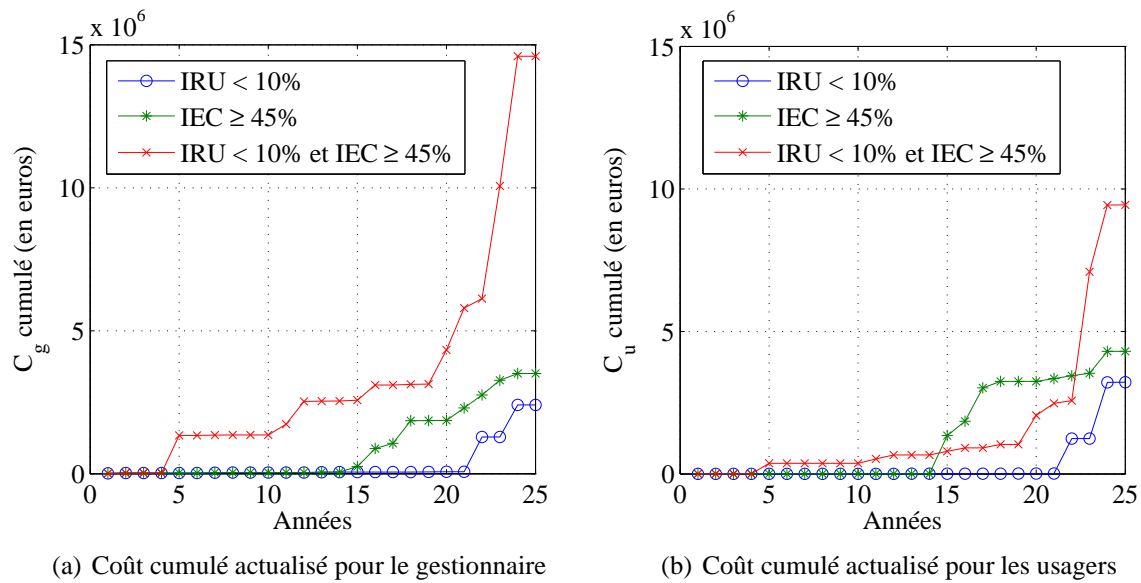 x 10^6
15
10
5
0
C_g cumulé (en euros)
IRU < 10%
IEC ≥ 45%
IRU < 10% et IEC ≥ 45%
0 5 10 15 20 25
Années
(a) Coût cumulé actualisé pour le gestionnaire
x 10^6
15
10
5
0
C_u cumulé (en euros)
IRU < 10%
IEC ≥ 45%
IRU < 10% et IEC ≥ 45%
0 5 10 15 20 25
Années
(b) Coût cumulé actualisé pour les usagers